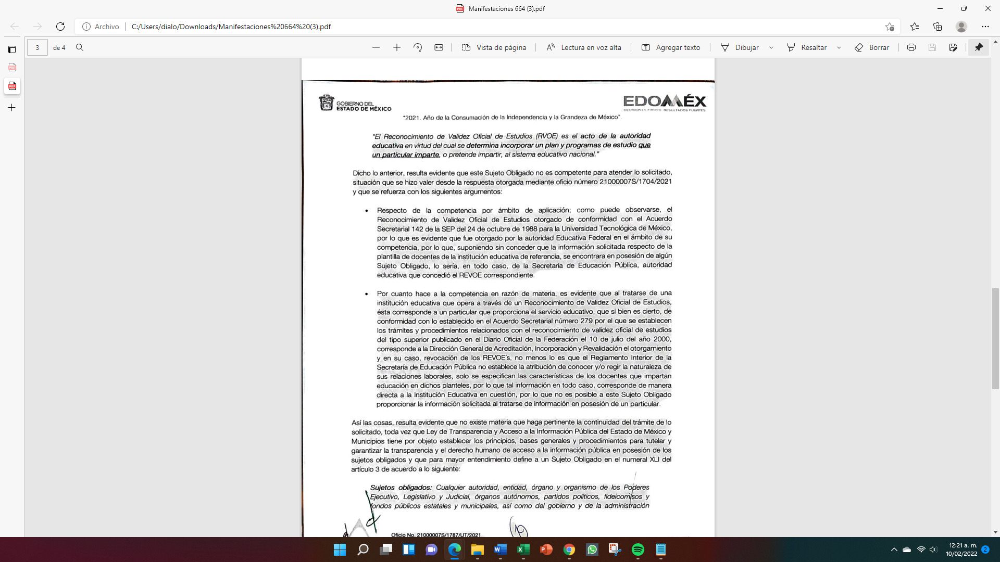 Manifestaciones 664 (3).pdf
Archivo C:/Users/dialo/Downloads/Manifestaciones%20664%20(3).pdf
3 de 4 Vista de página Lectura en voz alta Agregar texto Dibujar Resaltar Borrar
GOBIERNO DEL
ESTADO DE MÉXICO
EDOMÉX
DECISIONES FIRMES, RESULTADOS FUERTES
"2021. Año de la Consumación de la Independencia y la Grandeza de México".
"El Reconocimiento de Validez Oficial de Estudios (RVOE) es el acto de la autoridad
educativa en virtud del cual se determina incorporar un plan y programas de estudio que
un particular imparte, o pretende impartir, al sistema educativo nacional."
Dicho lo anterior, resulta evidente que este Sujeto Obligado no es competente para atender lo solicitado,
situación que se hizo valer desde la respuesta otorgada mediante oficio número 21000007S/1704/2021
y que se refuerza con los siguientes argumentos:
• Respecto de la competencia por ámbito de aplicación; como puede observarse, el
Reconocimiento de Validez Oficial de Estudios otorgado de conformidad con el Acuerdo
Secretarial 142 de la SEP del 24 de octubre de 1988 para la Universidad Tecnológica de México,
por lo que es evidente que fue otorgado por la autoridad Educativa Federal en el ámbito de su
competencia, por lo que, suponiendo sin conceder que la información solicitada respecto de la
plantilla de docentes de la institución educativa de referencia, se encontrara en posesión de algún
Sujeto Obligado, lo sería, en todo caso, de la Secretaría de Educación Pública, autoridad
educativa que concedió el REVOE correspondiente.
• Por cuanto hace a la competencia en razón de materia, es evidente que al tratarse de una
institución educativa que opera a través de un Reconocimiento de Validez Oficial de Estudios,
ésta corresponde a un particular que proporciona el servicio educativo, que si bien es cierto, de
conformidad con lo establecido en el Acuerdo Secretarial número 279 por el que se establecen
los trámites y procedimientos relacionados con el reconocimiento de validez oficial de estudios
del tipo superior publicado en el Diario Oficial de la Federación el 10 de julio del año 2000,
corresponde a la Dirección General de Acreditación, Incorporación y Revalidación el otorgamiento
y en su caso, revocación de los REVOE´s, no menos lo es que el Reglamento Interior de la
Secretaría de Educación Pública no establece la atribución de conocer y/o regir la naturaleza de
sus relaciones laborales, solo se especifican las características de los docentes que impartan
educación en dichos planteles, por lo que tal información en todo caso, corresponde de manera
directa a la Institución Educativa en cuestión, por lo que no es posible a este Sujeto Obligado
proporcionar la información solicitada al tratarse de información en posesión de un particular.
Así las cosas, resulta evidente que no existe materia que haga pertinente la continuidad del trámite de lo
solicitado, toda vez que Ley de Transparencia y Acceso a la Información Pública del Estado de México y
Municipios tiene por objeto establecer los principios, bases generales y procedimientos para tutelar y
garantizar la transparencia y el derecho humano de acceso a la información pública en posesión de los
sujetos obligados y que para mayor entendimiento define a un Sujeto Obligado en el numeral XLI del
artículo 3 de acuerdo a lo siguiente:
Sujetos obligados: Cualquier autoridad, entidad, órgano y organismo de los Poderes
Ejecutivo, Legislativo y Judicial, órganos autónomos, partidos políticos, fideicomisos y
fondos públicos estatales y municipales, así como del gobierno y de la administración
Oficio No. 21000007S/1787/UT/2021
12:21 a. m.
10/02/2022
2